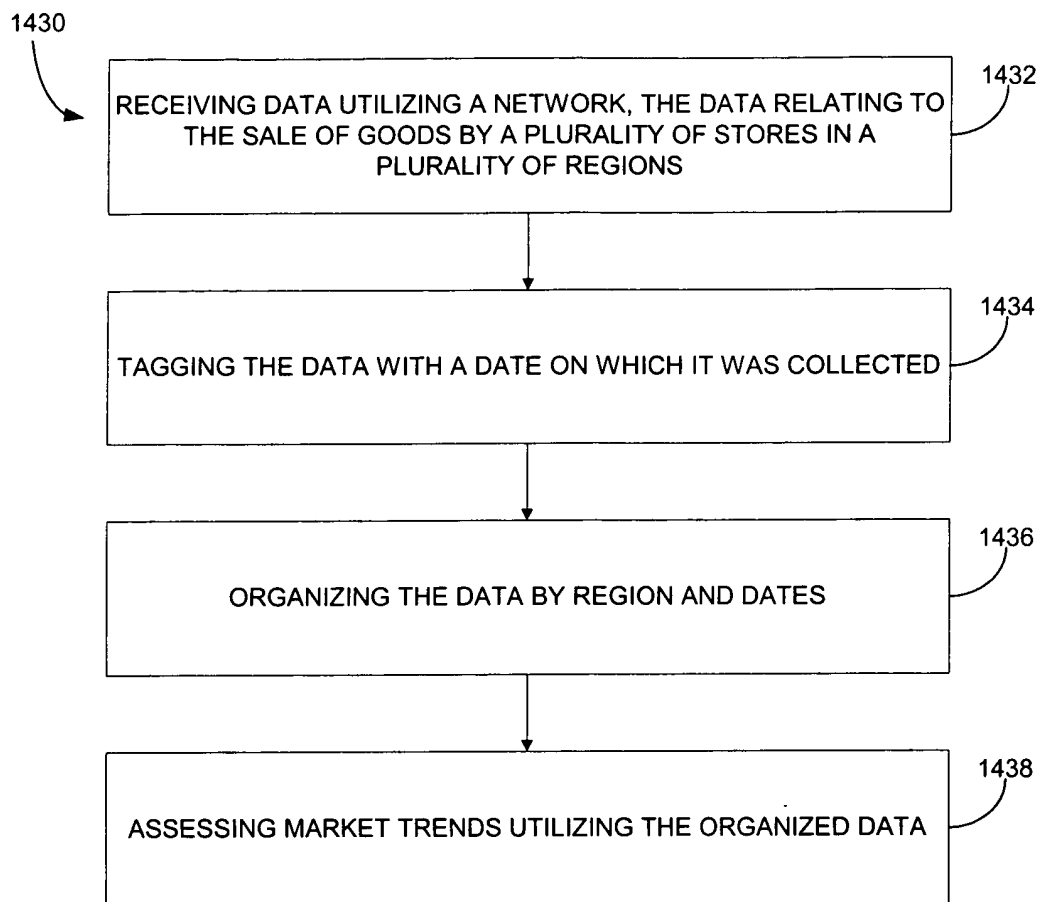 1430
1432
RECEIVING DATA UTILIZING A NETWORK, THE DATA RELATING TO
THE SALE OF GOODS BY A PLURALITY OF STORES IN A
PLURALITY OF REGIONS
1434
TAGGING THE DATA WITH A DATE ON WHICH IT WAS COLLECTED
1436
ORGANIZING THE DATA BY REGION AND DATES
1438
ASSESSING MARKET TRENDS UTILIZING THE ORGANIZED DATA